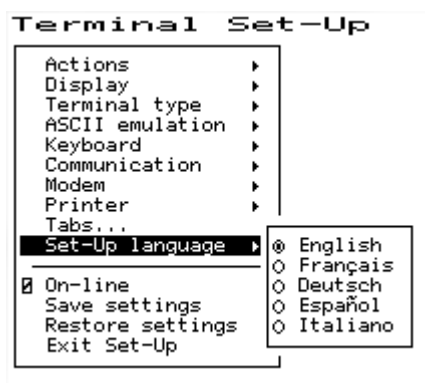 Terminal Set-Up
Actions
Display
Terminal type
ASCII emulation
Keyboard
Communication
Modem
Printer
Tabs...
Set-Up language
On-line
Save settings
Restore settings
Exit Set-Up
English
Français
Deutsch
Español
Italiano